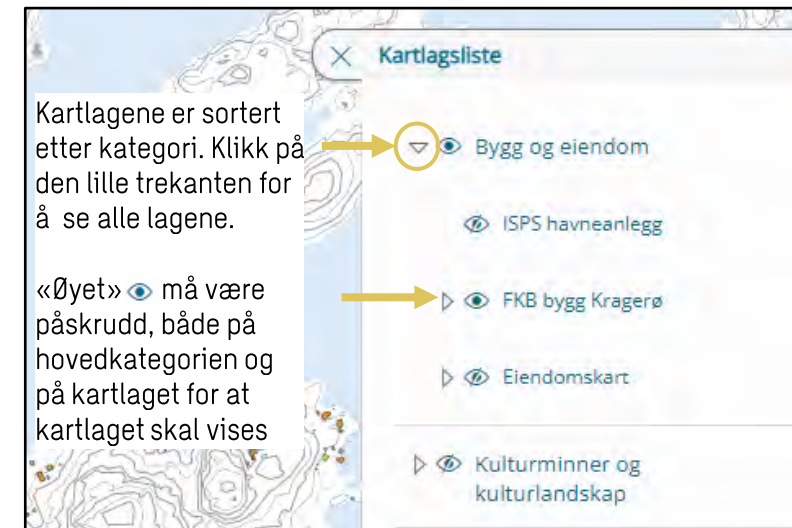 Kartlagsliste
Kartlagene er sortert
etter kategori. Klikk på
den lille trekanten for
å se alle lagene.
«Øyet» må være
påskrudd, både på
hovedkategorien og
på kartlaget for at
kartlaget skal vises
Bygg og eiendom
ISPS havneanlegg
FKB bygg Kragerø
Eiendomskart
Kulturminner og
kulturlandskap